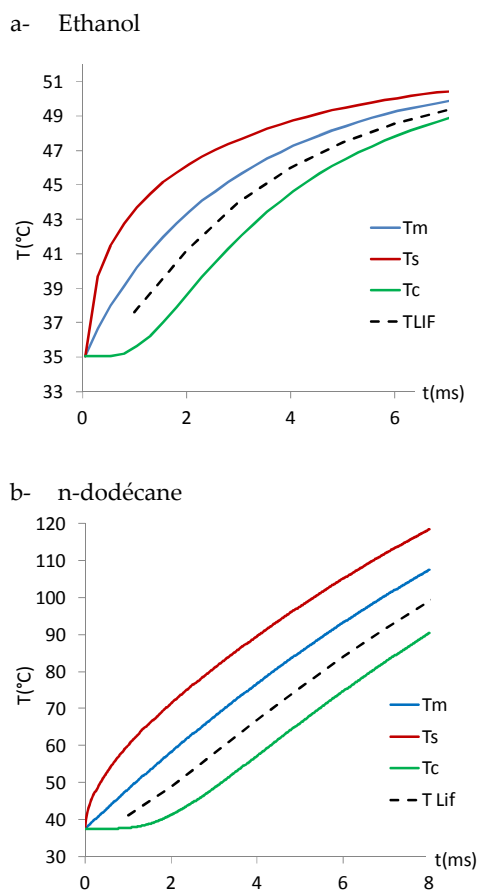 a- Ethanol
51
49
47
45
43
41
39
37
35
33
T(°C)
Tm
Ts
Tc
TLIF
0 2 4 6 t(ms)
b- n-dodécane
120
110
100
90
80
70
60
50
40
30
T(°C)
Tm
Ts
Tc
T Lif
0 2 4 6 8
t(ms)